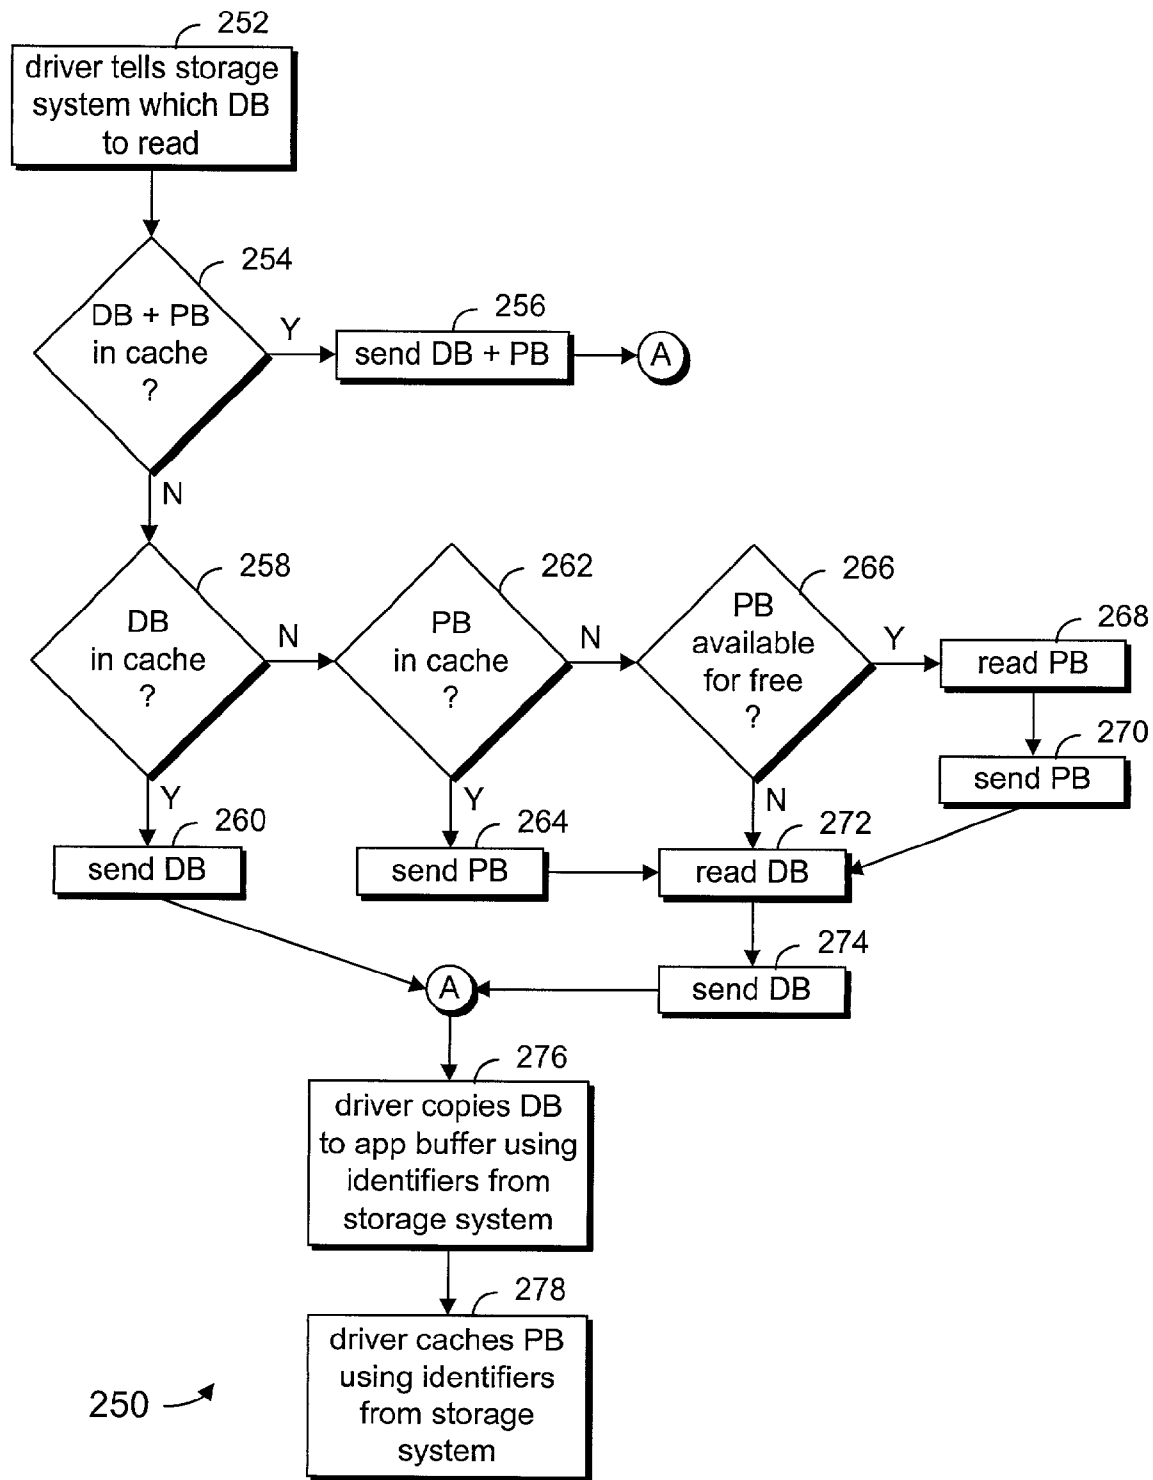 252
driver tells storage
system which DB
to read
254
DB + PB
in cache
?
Y
256
send DB + PB
A
N
258
DB
in cache
?
N
262
PB
in cache
?
N
266
PB
available
for free
?
Y
268
read PB
270
send PB
Y
260
send DB
Y
264
send PB
N
272
read DB
274
send DB
A
276
driver copies DB
to app buffer using
identifiers from
storage system
278
driver caches PB
using identifiers
from storage
system
250